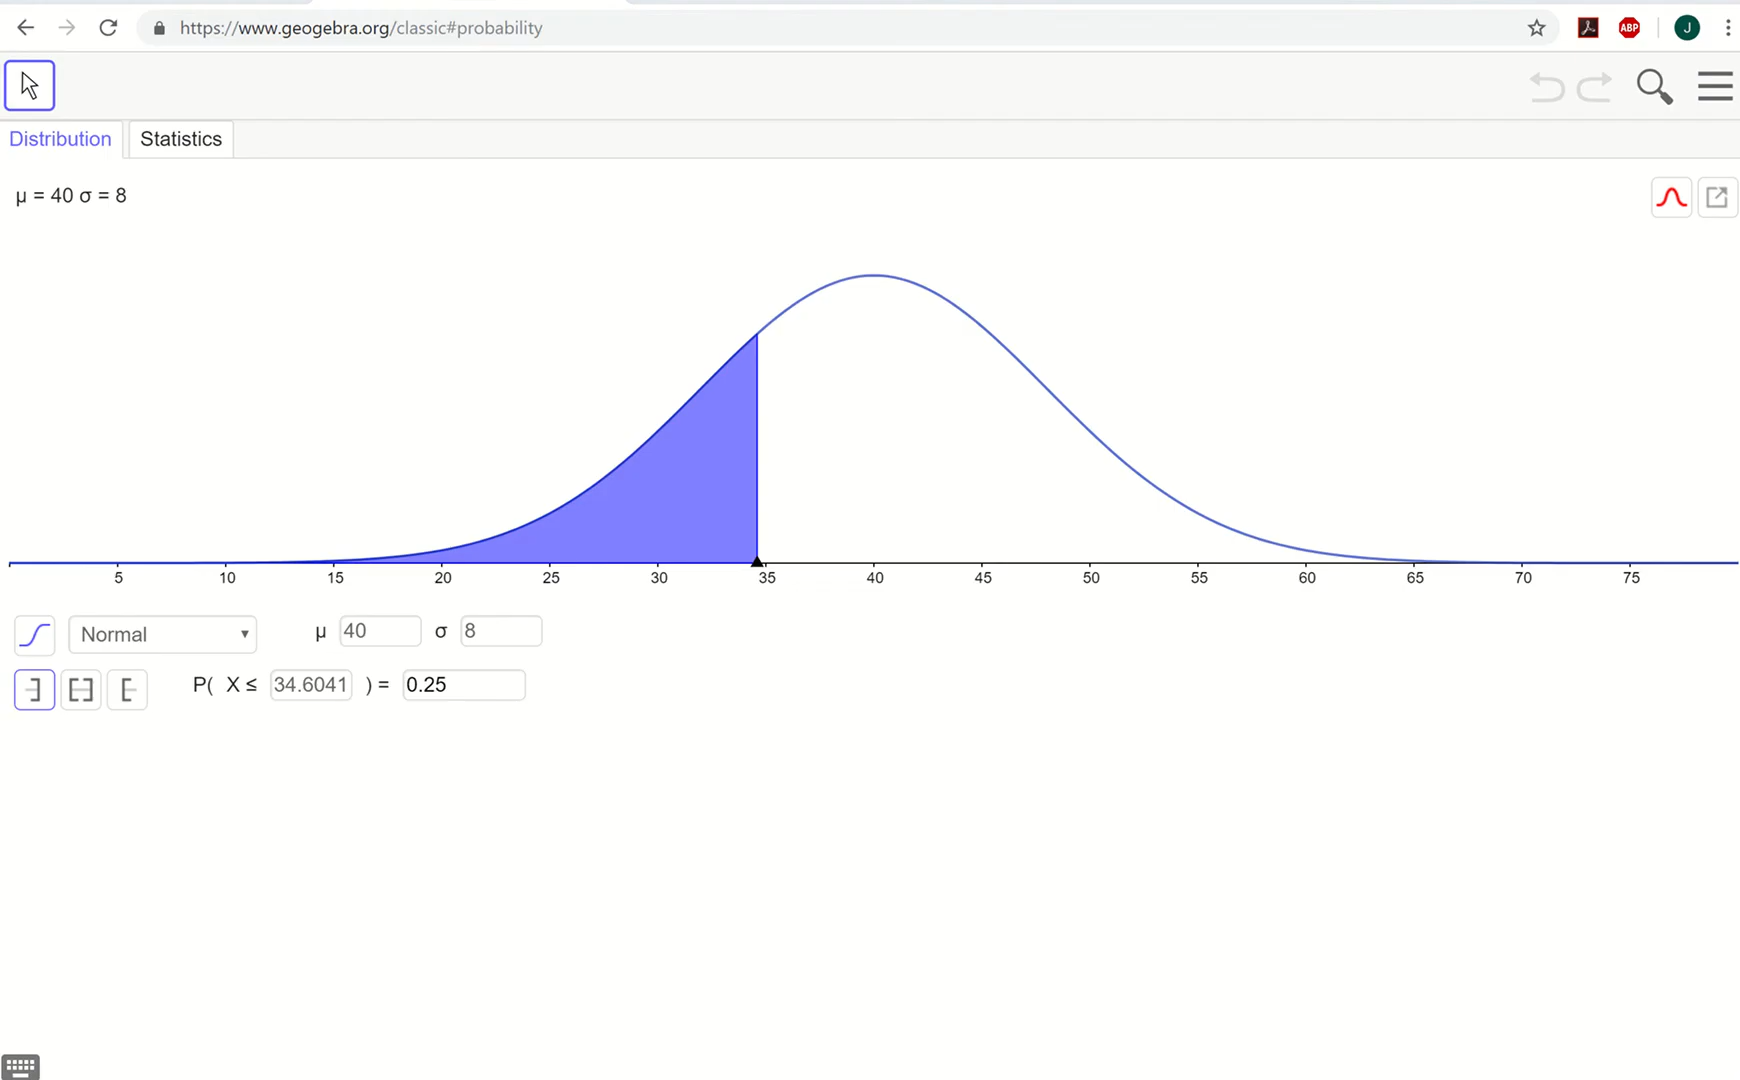 https://www.geogebra.org/classic#probability
ABP
J
Distribution
Statistics
μ = 40 σ = 8
5 10 15 20 25 30 35 40 45 50 55 60 65 70 75
Normal μ 40 σ 8
P( X ≤ 34.6041 ) = 0.25